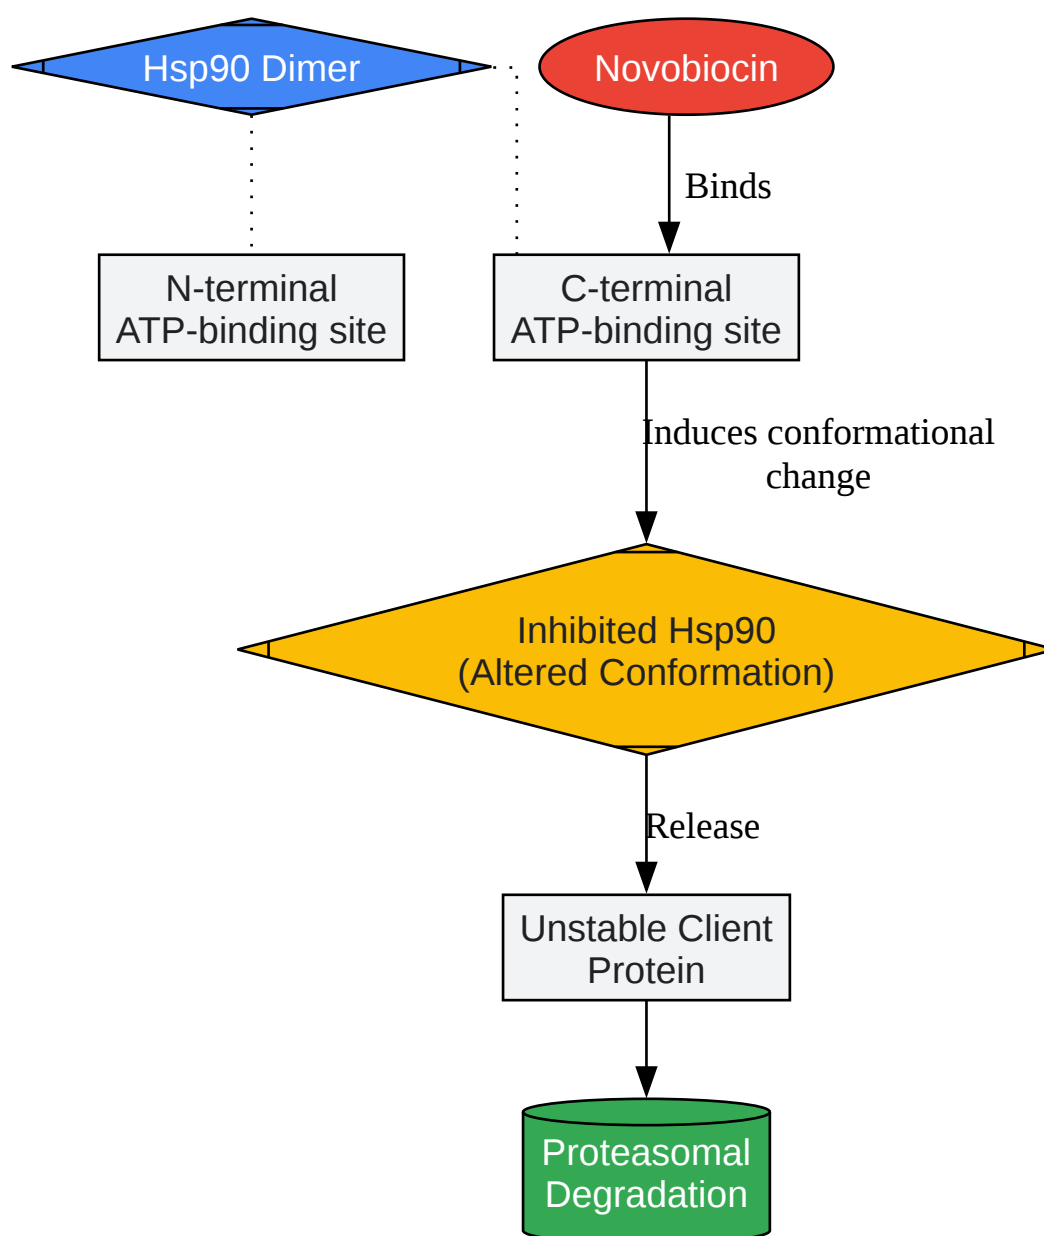 Hsp90 Dimer
Novobiocin
Binds
N-terminal
ATP-binding site
C-terminal
ATP-binding site
Induces conformational
change
Inhibited Hsp90
(Altered Conformation)
Release
Unstable Client
Protein
Proteasomal
Degradation